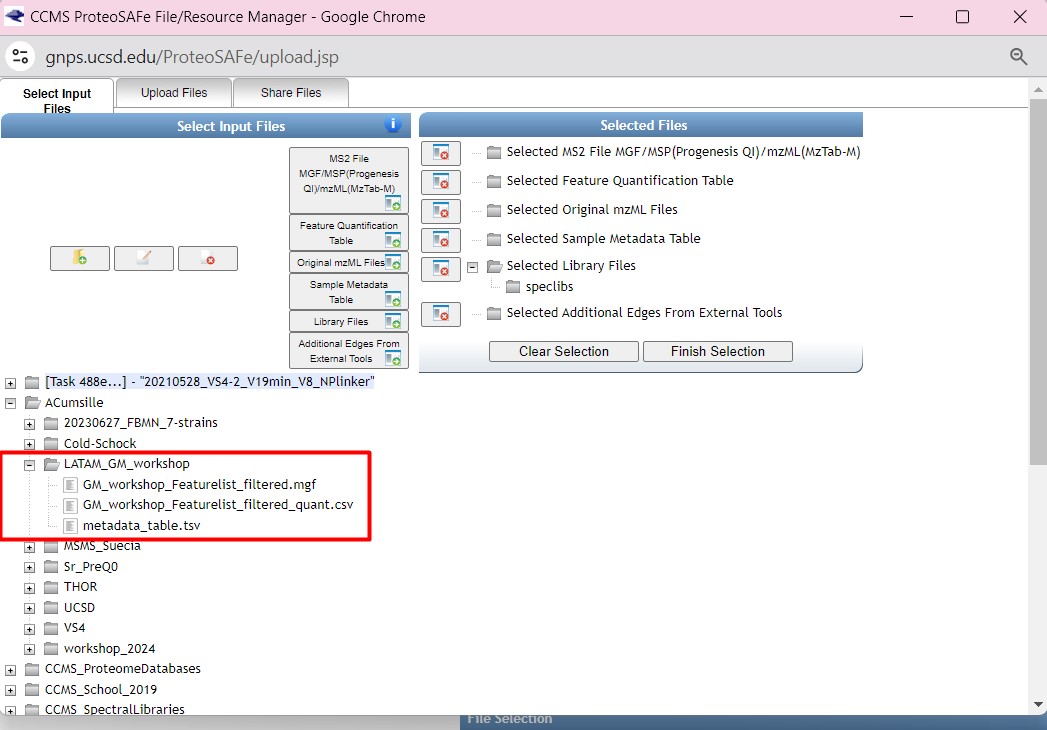 CCMS ProteoSAFe File/Resource Manager - Google Chrome
gnps.ucsd.edu/ProteoSAFe/upload.jsp
Select Input
Files
Upload Files
Share Files
Select Input Files
i
Selected Files
MS2 File
MGF/MSP(Progenesis
QI)/mzML(MzTab-M)
Feature Quantification
Table
Original mzML Files
Sample Metadata
Table
Library Files
Additional Edges From
External Tools
Selected MS2 File MGF/MSP(Progenesis QI)/mzML(MzTab-M)
Selected Feature Quantification Table
Selected Original mzML Files
Selected Sample Metadata Table
Selected Library Files
speclibs
Selected Additional Edges From External Tools
Clear Selection
Finish Selection
[Task 488e...] - "20210528_VS4-2_V19min_V8_NPlinker"
ACumsille
20230627_FBMN_7-strains
Cold-Schock
LATAM_GM_workshop
GM_workshop_Featurelist_filtered.mgf
GM_workshop_Featurelist_filtered_quant.csv
metadata_table.tsv
MSMS_Suecia
Sr_PreQ0
THOR
UCSD
VS4
workshop_2024
CCMS_ProteomeDatabases
CCMS_School_2019
CCMS_SpectralLibraries
File Selection